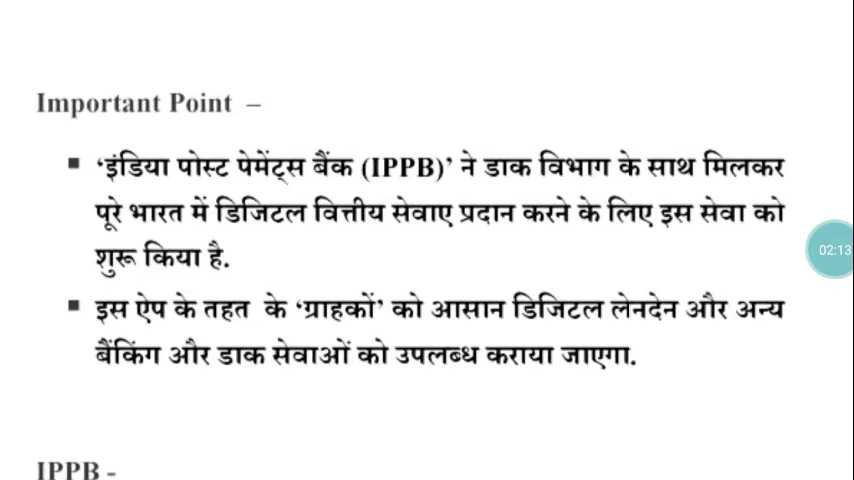 Important Point –
▪ ‘इंडिया पोस्ट पेमेंट्स बैंक (IPPB)’ ने डाक विभाग के साथ मिलकर
पूरे भारत में डिजिटल वित्तीय सेवाए प्रदान करने के लिए इस सेवा को
शुरू किया है.
▪ इस ऐप के तहत के ‘ग्राहकों’ को आसान डिजिटल लेनदेन और अन्य
बैंकिंग और डाक सेवाओं को उपलब्ध कराया जाएगा.
02:13
IPPB -